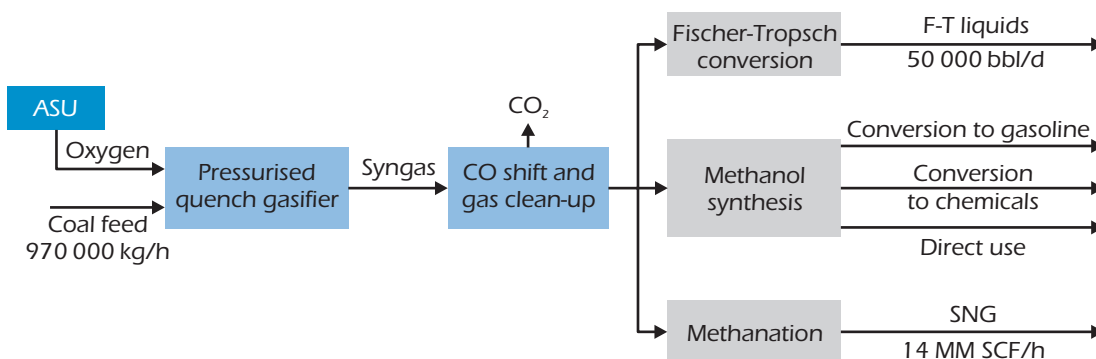 ASU
Oxygen
Coal feed
970 000 kg/h
Pressurised
quench gasifier
Syngas
CO₂
CO shift and
gas clean-up
Fischer-Tropsch
conversion
F-T liquids
50 000 bbl/d
Methanol
synthesis
Conversion to gasoline
Conversion
to chemicals
Direct use
Methanation
SNG
14 MM SCF/h